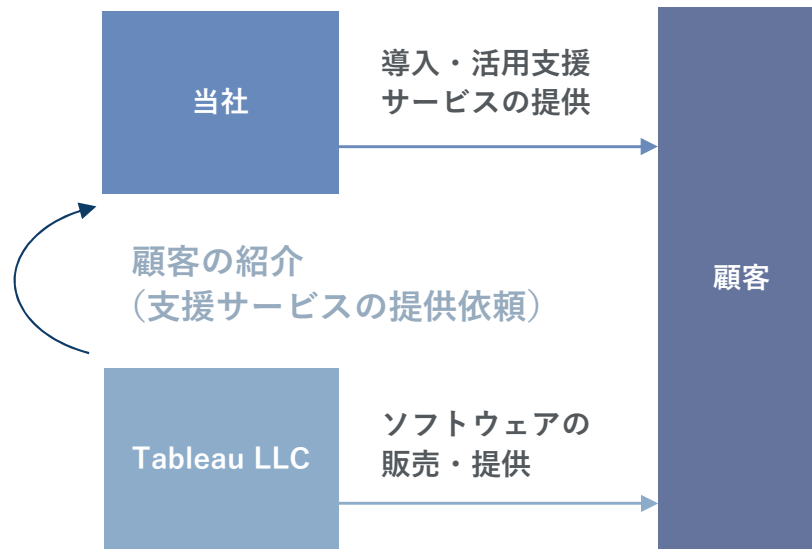 当社
導入・活用支援
サービスの提供
顧客の紹介
（支援サービスの提供依頼）
顧客
Tableau LLC
ソフトウェアの
販売・提供